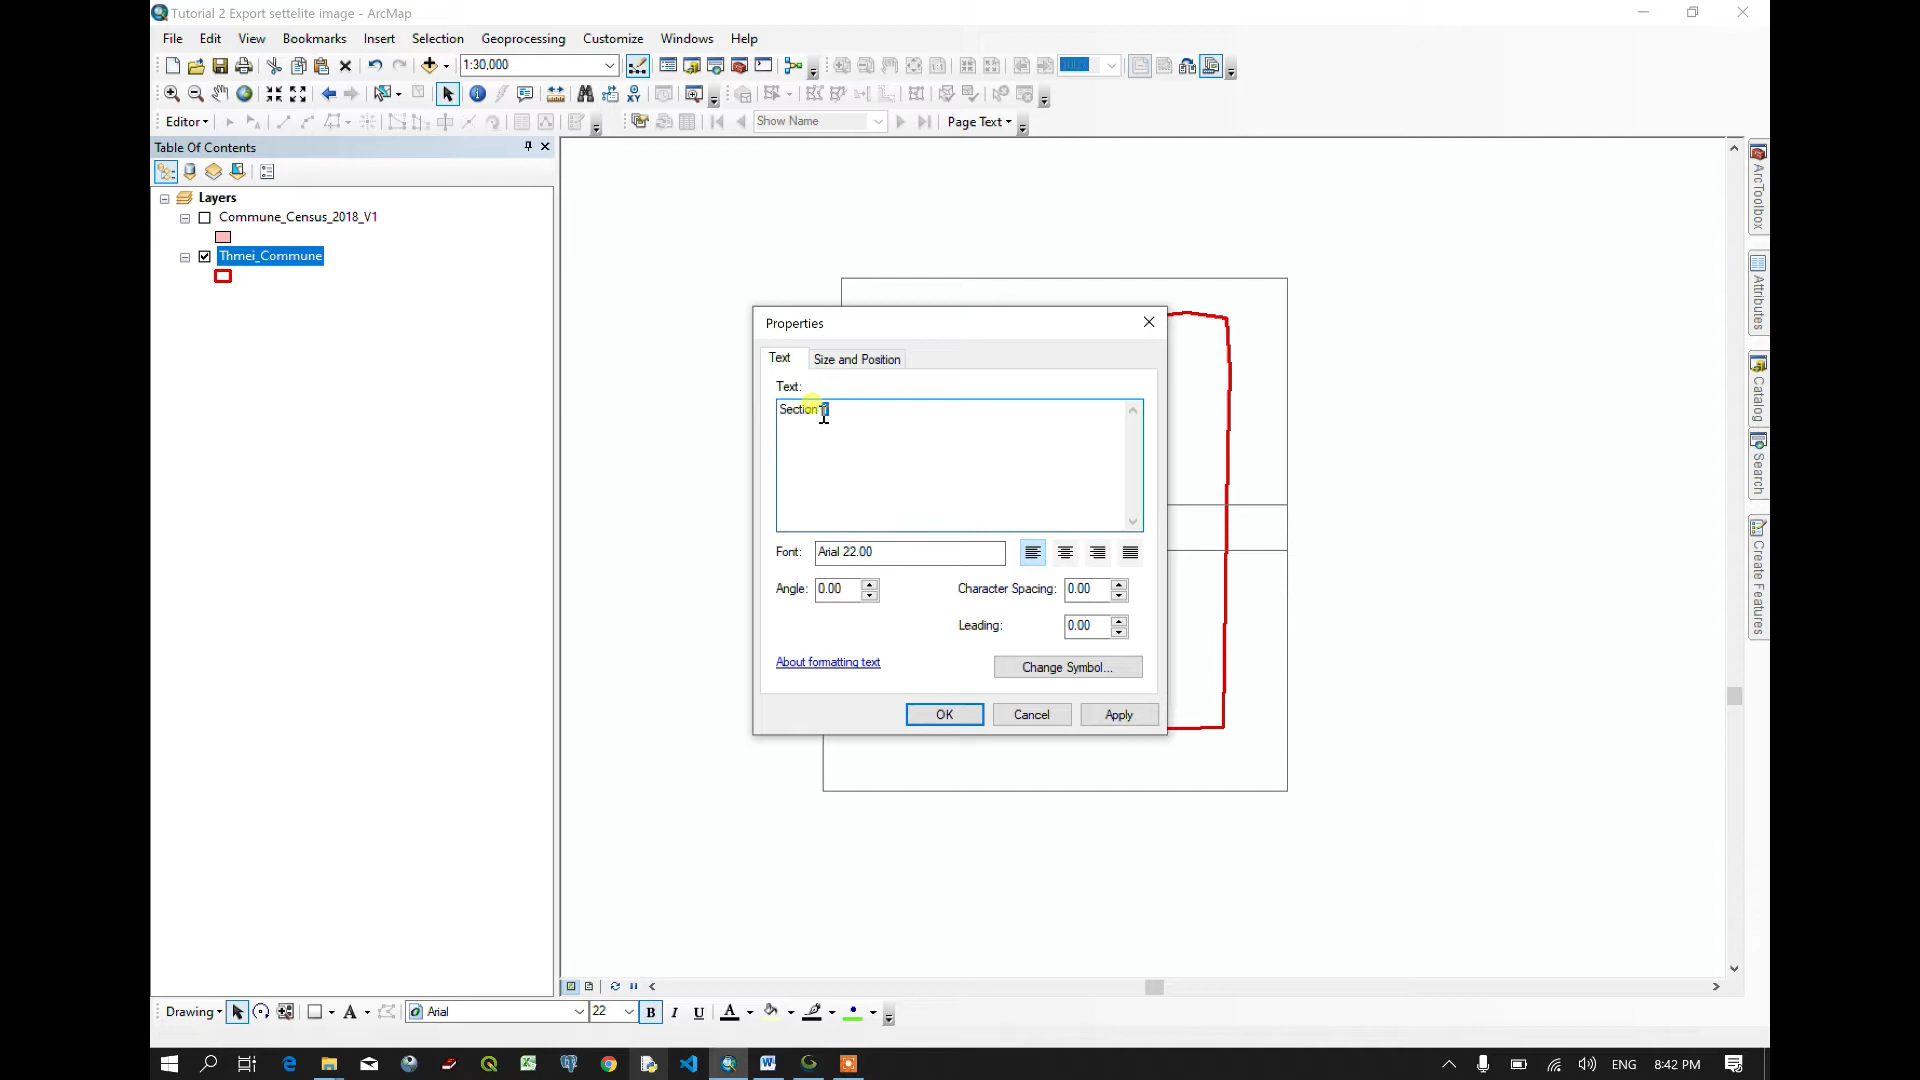 Tutorial 2 Export settelite image - ArcMap
File Edit View Bookmarks Insert Selection Geoprocessing Customize Windows Help
1:30,000
Editor Show Name Page Text
Table Of Contents
Layers
Commune_Census_2018_V1
Thmei_Commune
Properties
Text Size and Position
Text:
Section
Font: Arial 22.00
Angle: 0.00 Character Spacing: 0.00
Leading: 0.00
About formatting text Change Symbol...
OK Cancel Apply
ArcToolbox
Attributes
Catalog
Search
Create Features
Drawing A Arial 22 B I U A
ENG 8:42 PM